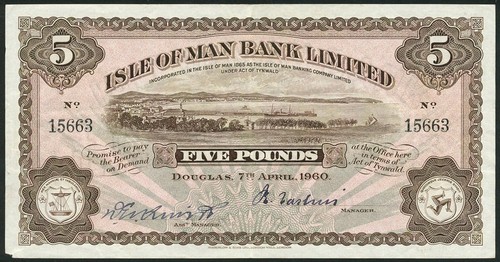 5 ISLE OF MAN BANK LIMITED 5
INCORPORATED IN THE ISLE OF MAN 1865 AS THE ISLE OF MAN BANKING COMPANY LIMITED
UNDER ACT OF TYNWALD
Nº 15663
Nº 15663
Promise to pay
the Bearer
on Demand
at the Office here
in terms of
Act of Tynwald.
FIVE POUNDS
DOUGLAS, 7TH APRIL, 1960.
ASST MANAGER.
MANAGER.